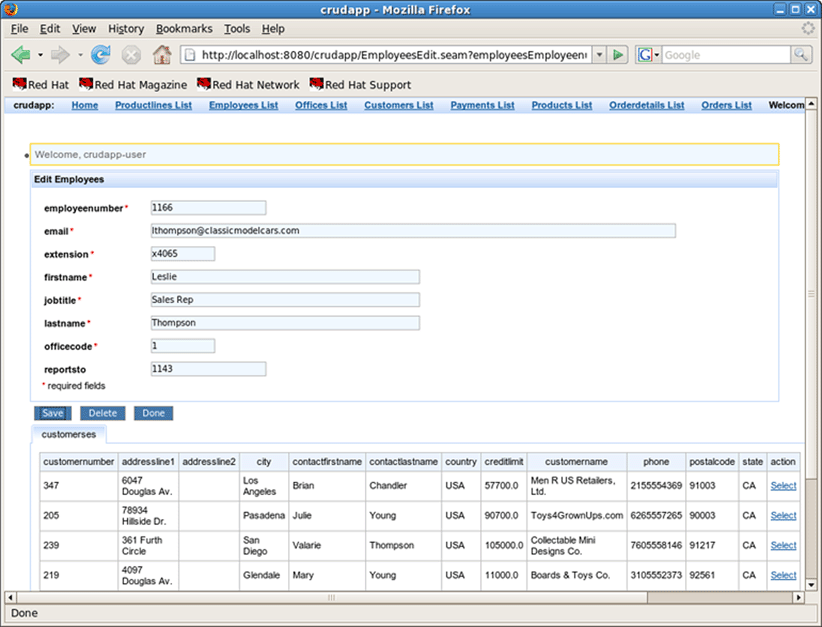 crudapp - Mozilla Firefox
File Edit View History Bookmarks Tools Help
http://localhost:8080/crudapp/EmployeesEdit.seam?employeesEmployeenu
G Google
Red Hat Red Hat Magazine Red Hat Network Red Hat Support
crudapp: Home Productlines List Employees List Offices List Customers List Payments List Products List Orderdetails List Orders List Welcom
Welcome, crudapp-user
Edit Employees
employeenumber* 1166
email* lthompson@classicmodelcars.com
extension* x4065
firstname* Leslie
jobtitle* Sales Rep
lastname* Thompson
officecode* 1
reportsto 1143
* required fields
Save Delete Done
customerses
customernumber addressline1 addressline2 city contactfirstname contactlastname country creditlimit customername phone postalcode state action
347 6047 Douglas Av. Los Angeles Brian Chandler USA 57700.0 Men R US Retailers, Ltd. 2155554369 91003 CA Select
205 78934 Hillside Dr. Pasadena Julie Young USA 90700.0 Toys4GrownUps.com 6265557265 90003 CA Select
239 361 Furth Circle San Diego Valarie Thompson USA 105000.0 Collectable Mini Designs Co. 7605558146 91217 CA Select
219 4097 Douglas Av. Glendale Mary Young USA 11000.0 Boards & Toys Co. 3105552373 92561 CA Select
Done